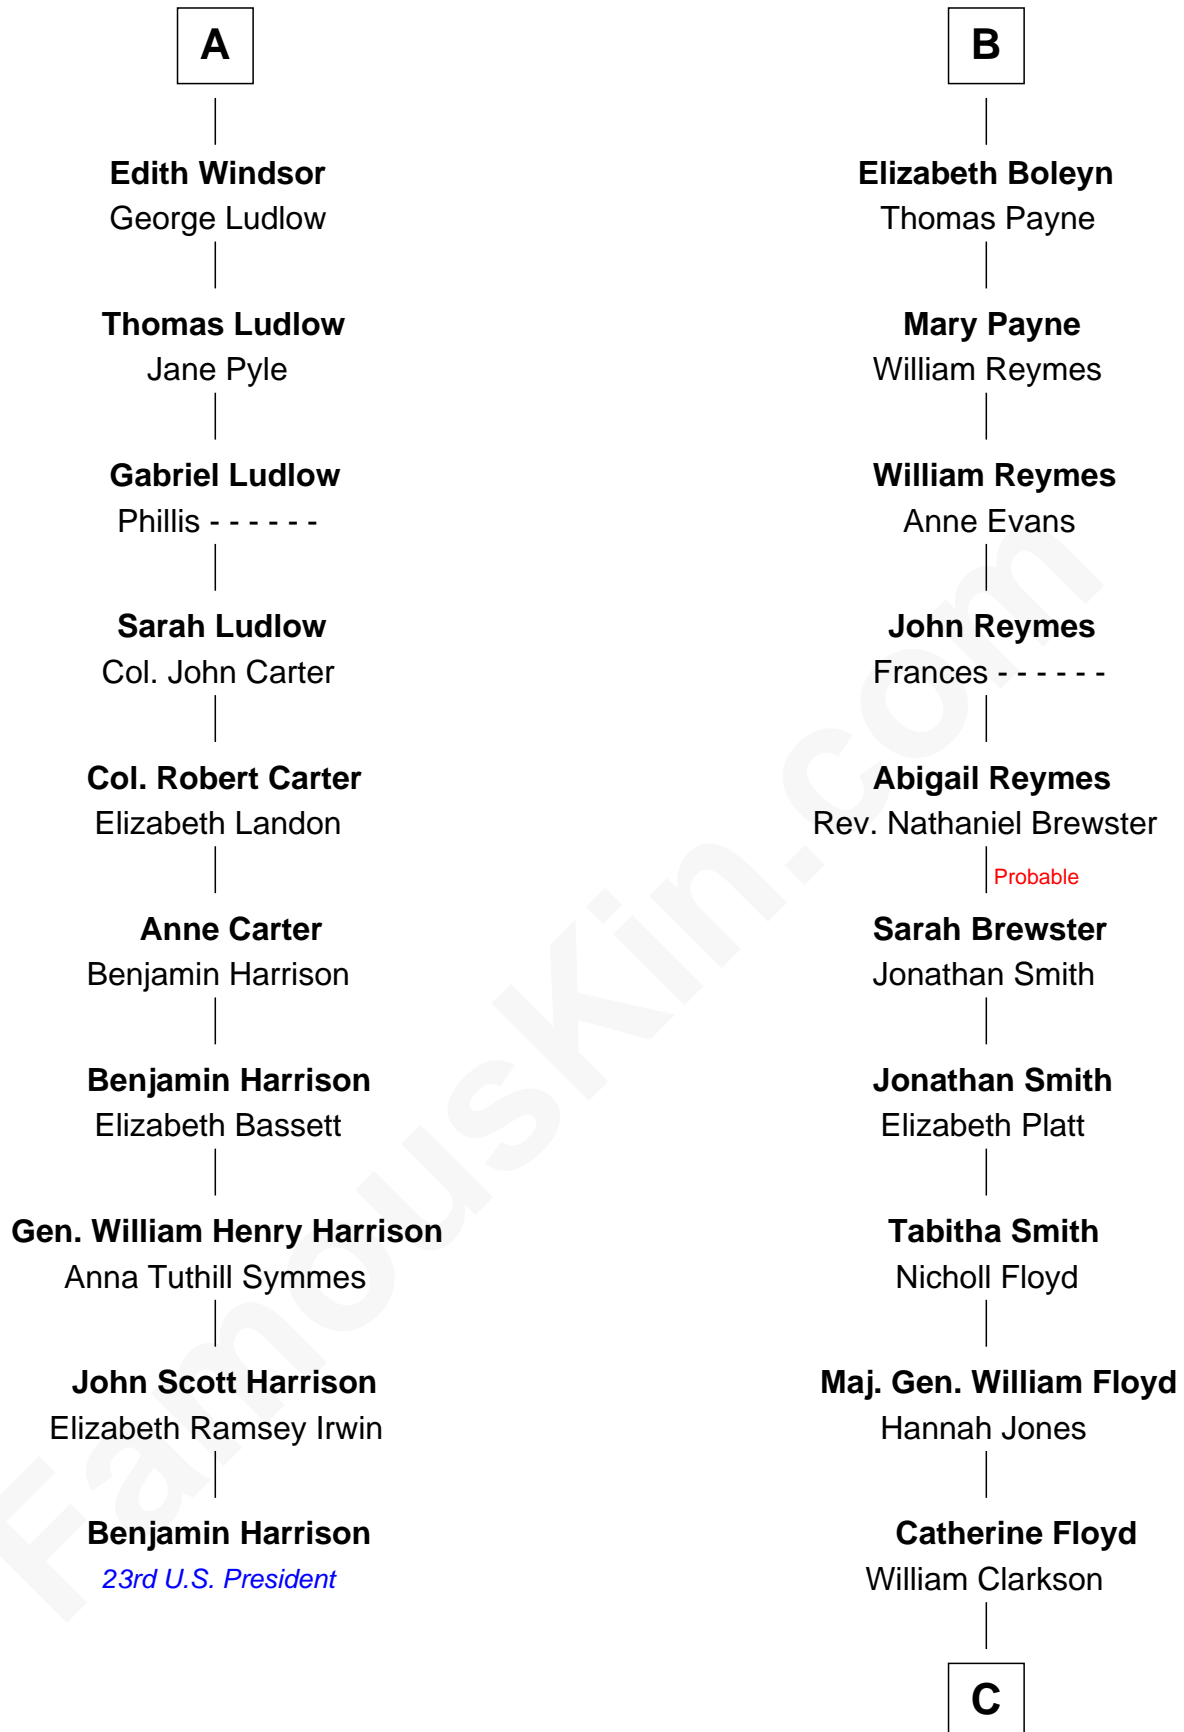 A
Edith Windsor
George Ludlow
Thomas Ludlow
Jane Pyle
Gabriel Ludlow
Phillis - - - - - -
Sarah Ludlow
Col. John Carter
Col. Robert Carter
Elizabeth Landon
Anne Carter
Benjamin Harrison
Benjamin Harrison
Elizabeth Bassett
Gen. William Henry Harrison
Anna Tuthill Symmes
John Scott Harrison
Elizabeth Ramsey Irwin
Benjamin Harrison
23rd U.S. President
B
Elizabeth Boleyn
Thomas Payne
Mary Payne
William Reymes
William Reymes
Anne Evans
John Reymes
Frances - - - - - -
Abigail Reymes
Rev. Nathaniel Brewster
Probable
Sarah Brewster
Jonathan Smith
Jonathan Smith
Elizabeth Platt
Tabitha Smith
Nicholl Floyd
Maj. Gen. William Floyd
Hannah Jones
Catherine Floyd
William Clarkson
C
FamousKin.com